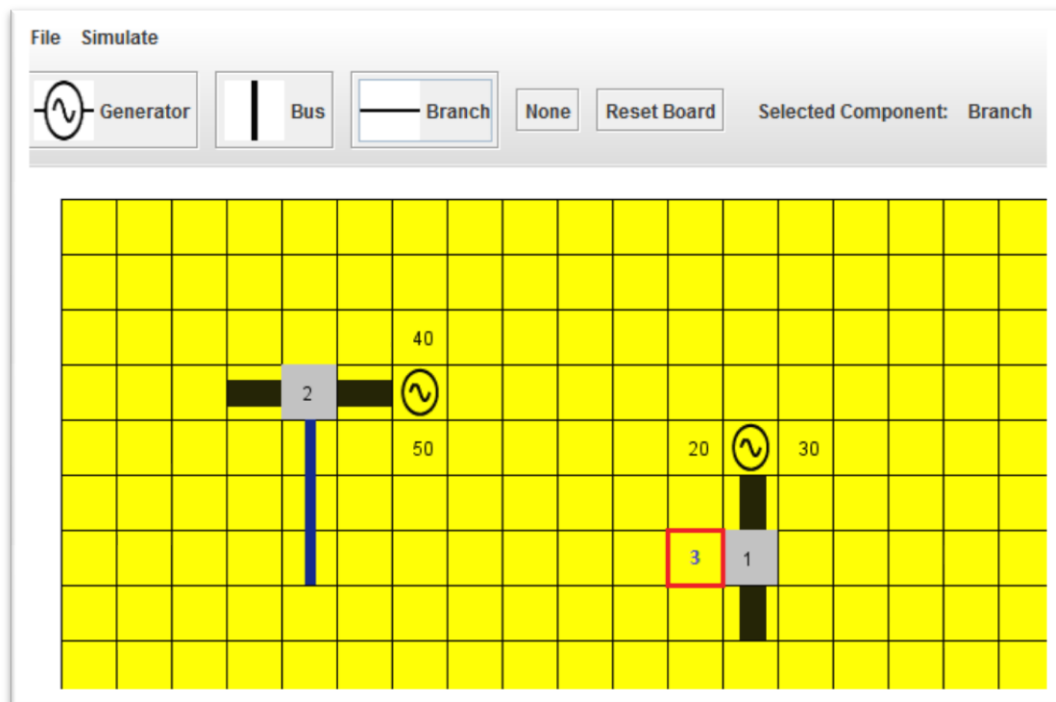 File Simulate
Generator Bus Branch None Reset Board Selected Component: Branch
40
2
50 20 30
3 1